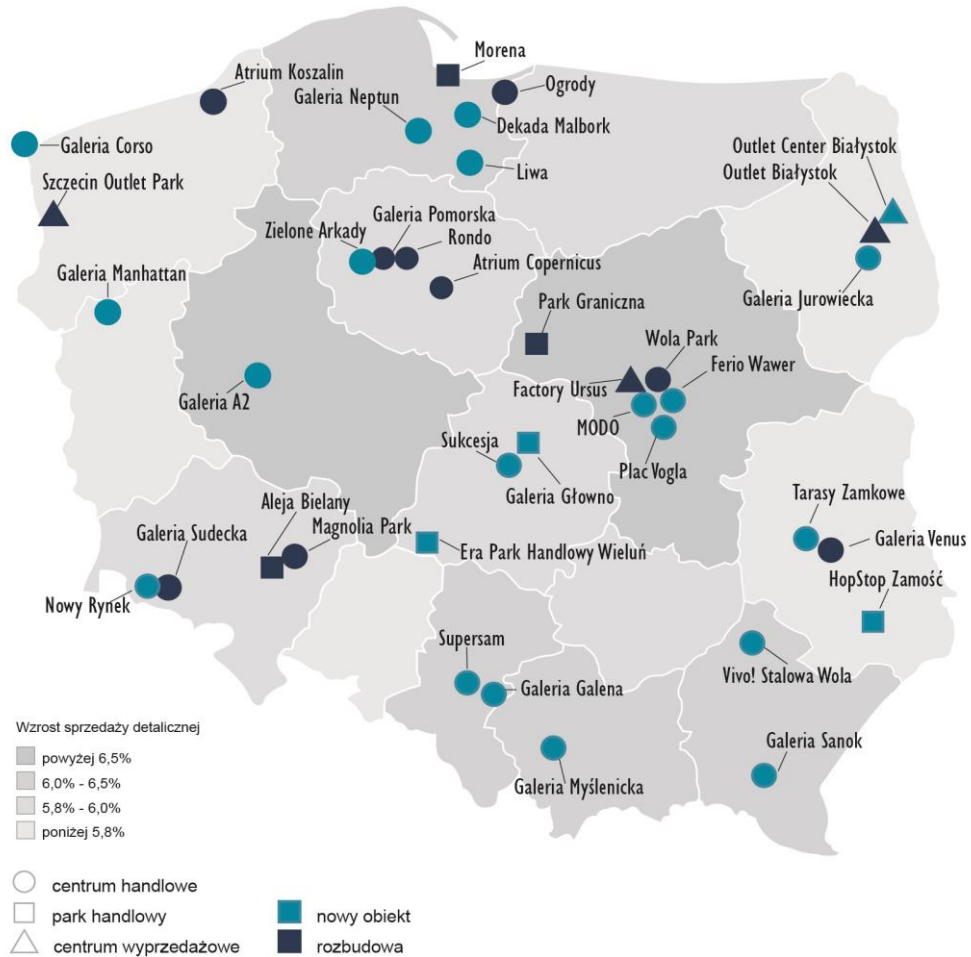 Morena
Atrium Koszalin
Ogrody
Galeria Neptun
Dekada Malbork
Galeria Corso
Outlet Center Białystok
Outlet Białystok
Liwa
Szczecin Outlet Park
Galeria Pomorska
Zielone Arkady
Rondo
Atrium Copernicus
Galeria Manhattan
Galeria Jurowiecka
Park Graniczna
Wola Park
Ferio Wawer
Factory Ursus
Galeria A2
MODO
Sukcesja
Plac Vogla
Galeria Głowno
Tarasy Zamkowe
Aleja Bielany
Galeria Sudecka
Magnolia Park
Galeria Venus
Era Park Handlowy Wieluń
HopStop Zamość
Nowy Rynek
Supersam
Vivo! Stalowa Wola
Galeria Galena
Galeria Sanok
Galeria Myślenicka
Wzrost sprzedaży detalicznej
powyżej 6,5%
6,0% - 6,5%
5,8% - 6,0%
poniżej 5,8%
centrum handlowe
park handlowy
centrum wyprzedażowe
nowy obiekt
rozbudowa